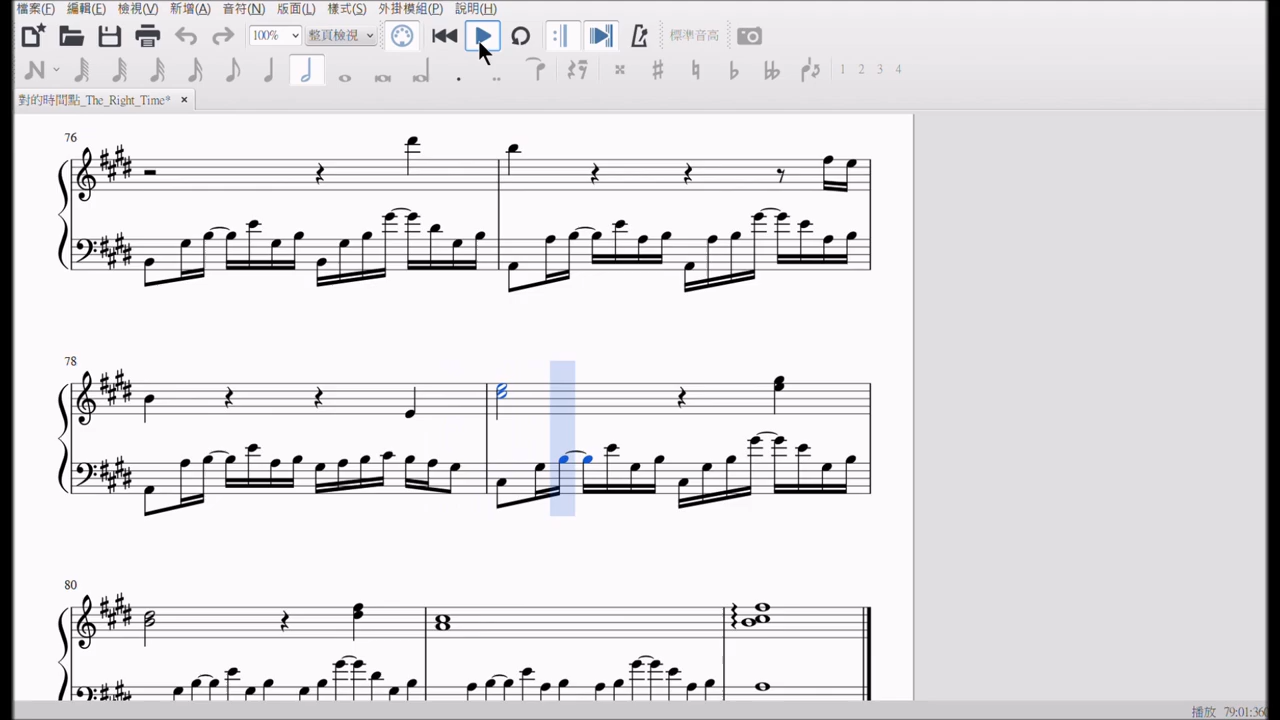 檔案(F) 編輯(E) 檢視(V) 新增(A) 音符(N) 版面(L) 樣式(S) 外掛模組(P) 說明(H)
100% 整頁檢視 標準音高
1 2 3 4
對的時間點_The_Right_Time* ×
76
78
80
播放 79:01:360